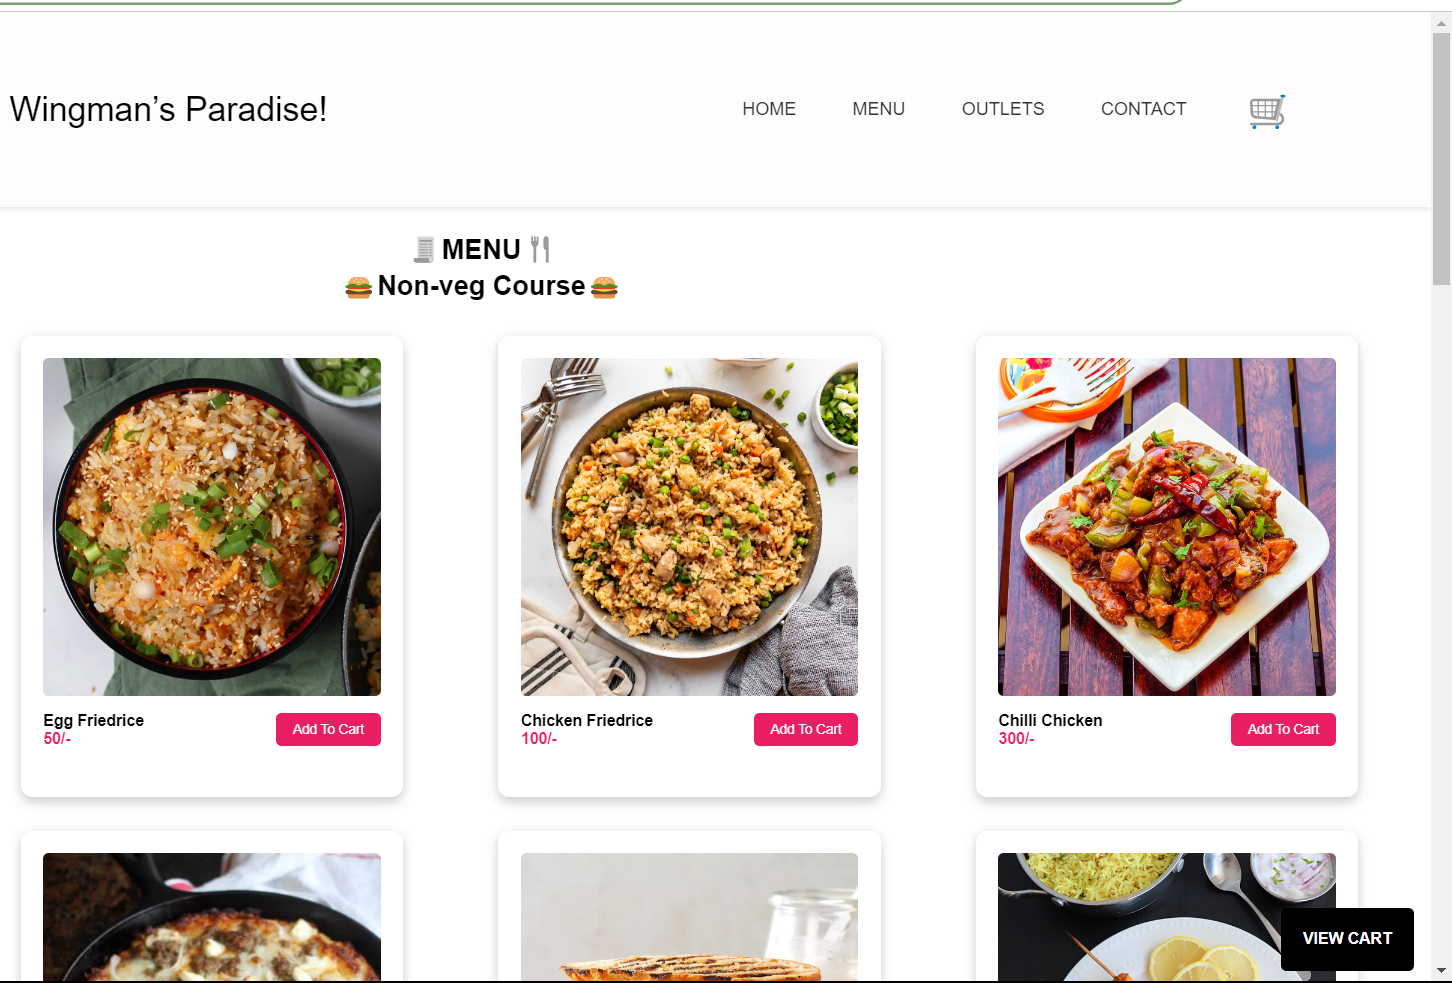 Wingman’s Paradise!
HOME MENU OUTLETS CONTACT
MENU
Non-veg Course
Egg Friedrice
50/-
Add To Cart
Chicken Friedrice
100/-
Add To Cart
Chilli Chicken
300/-
Add To Cart
VIEW CART